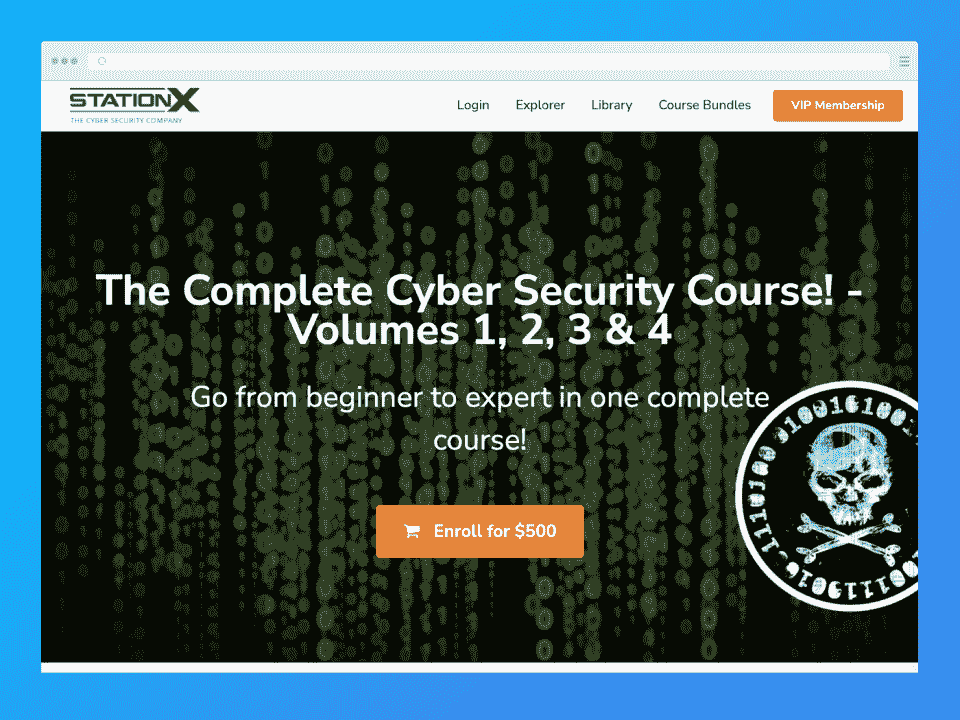 STATIONX
THE CYBER SECURITY COMPANY
Login
Explorer
Library
Course Bundles
VIP Membership
The Complete Cyber Security Course! -
Volumes 1, 2, 3 & 4
Go from beginner to expert in one complete
course!
Enroll for $500